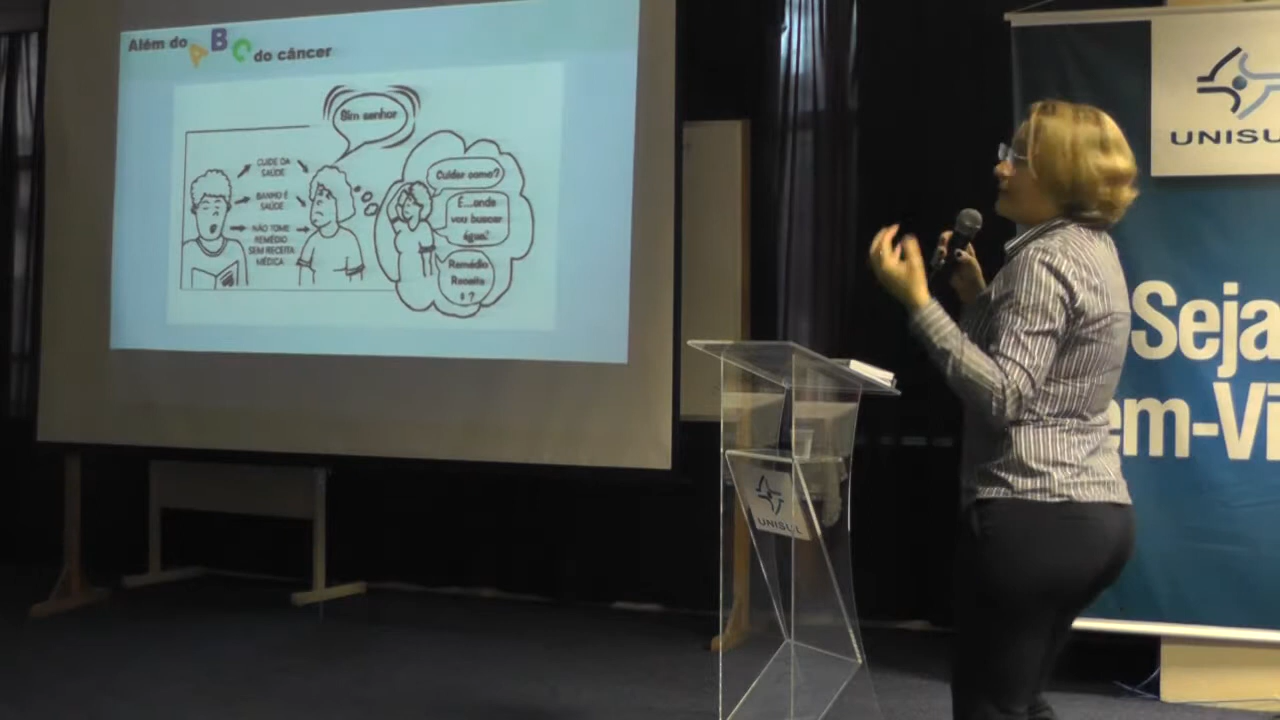 Além do ABC do câncer
Sim senhor
CUIDE DA
SAÚDE
BANHO É
SAÚDE
NÃO TOME
REMÉDIO
SEM RECEITA
MÉDICA
Cuidar como?
É...onde
vou buscar
água?
Remédio
Receita
s ?
UNISUL
UNISU
Seja
em-Vi